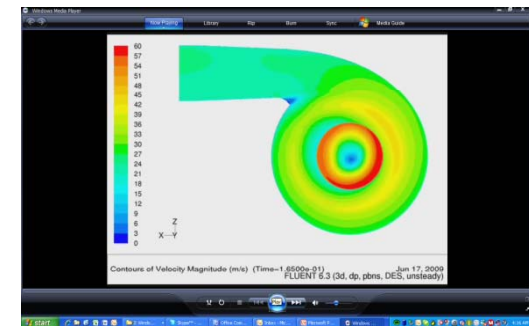 Windows Media Player
Now Playing Library Rip Burn Sync Media Guide
60
57
54
51
48
45
42
39
36
33
30
27
24
21
18
15
12
9
6
3
0
Z
X Y
Contours of Velocity Magnitude (m/s) (Time=1.6500e-01)
Jun 17, 2009
FLUENT 6.3 (3d, dp, pbns, DES, unsteady)
start